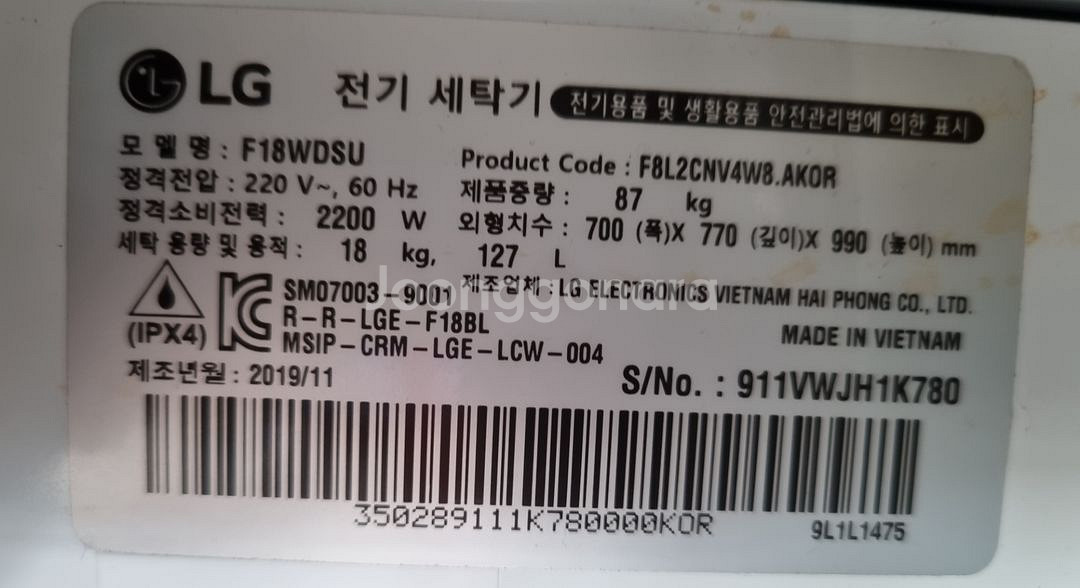 LG 전기 세탁기 전기용품 및 생활용품 안전관리법에 의한 표시
모 델 명 : F18WDSU Product Code : F8L2CNV4W8.AKOR
정격전압 : 220 V~, 60 Hz 제품중량 : 87 kg
정격소비전력 : 2200 W 외형치수 : 700 (폭)X 770 (깊이)X 990 (높이) mm
세탁 용량 및 용적 : 18 kg, 127 L
SM07003-9001 제조업체 : LG ELECTRONICS VIETNAM HAI PHONG CO., LTD.
(IPX4) R-R-LGE-F18BL MADE IN VIETNAM
MSIP-CRM-LGE-LCW-004
제조년월 : 2019/11 S/No. : 911VWJH1K780
350289111K780000KOR
9L1L1475
joonggonara